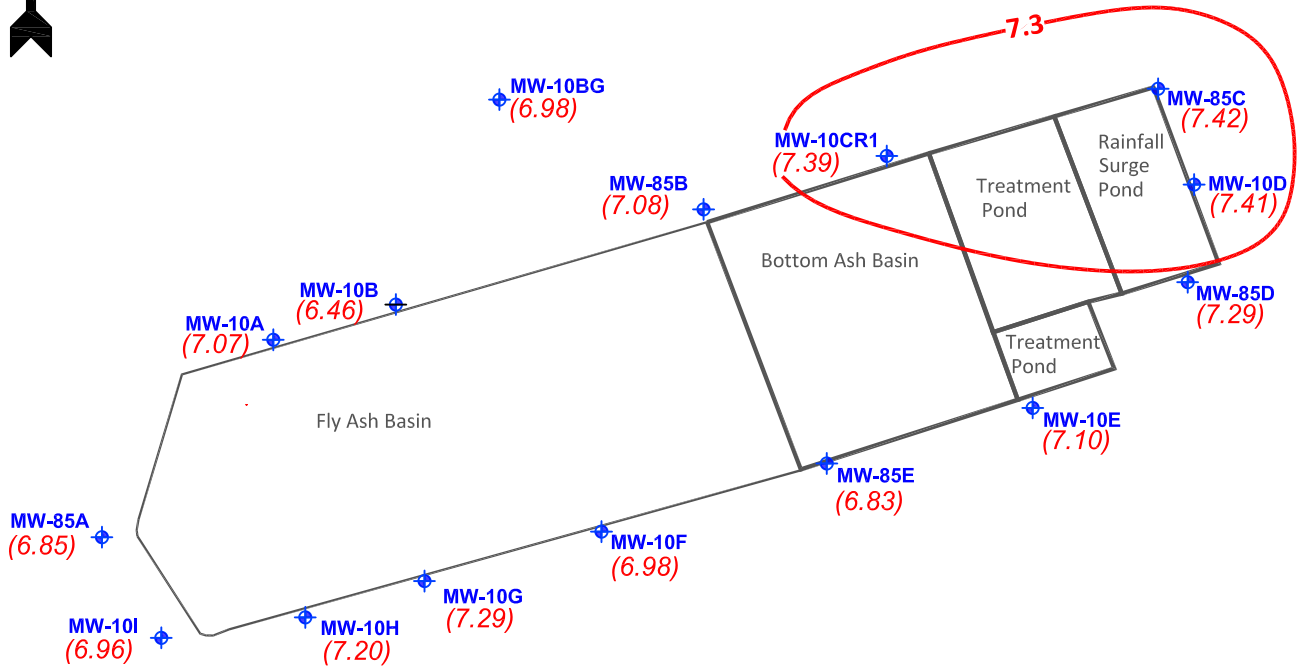 7.3
MW-10BG
(6.98)
MW-85C
(7.42)
MW-10CR1
(7.39)
Rainfall
Surge
Pond
MW-85B
(7.08)
Treatment
Pond
MW-10D
(7.41)
Bottom Ash Basin
MW-10B
(6.46)
MW-85D
(7.29)
MW-10A
(7.07)
Treatment
Pond
Fly Ash Basin
MW-10E
(7.10)
MW-85E
(6.83)
MW-85A
(6.85)
MW-10F
(6.98)
MW-10G
(7.29)
MW-10I
(6.96)
MW-10H
(7.20)